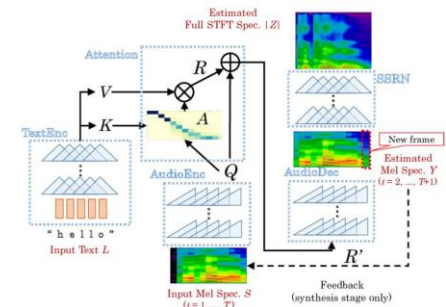 Estimated
Full STFT Spec. |Z|
Attention
R
SSRN
V
A
TextEnc
K
New frame
Q
Estimated
Mel Spec. Y
(t = 2, ..., T+1)
AudioEnc
AudioDec
"hello"
Input Text L
R'
Input Mel Spec. S
(t = 1, ..., T)
Feedback
(synthesis stage only)